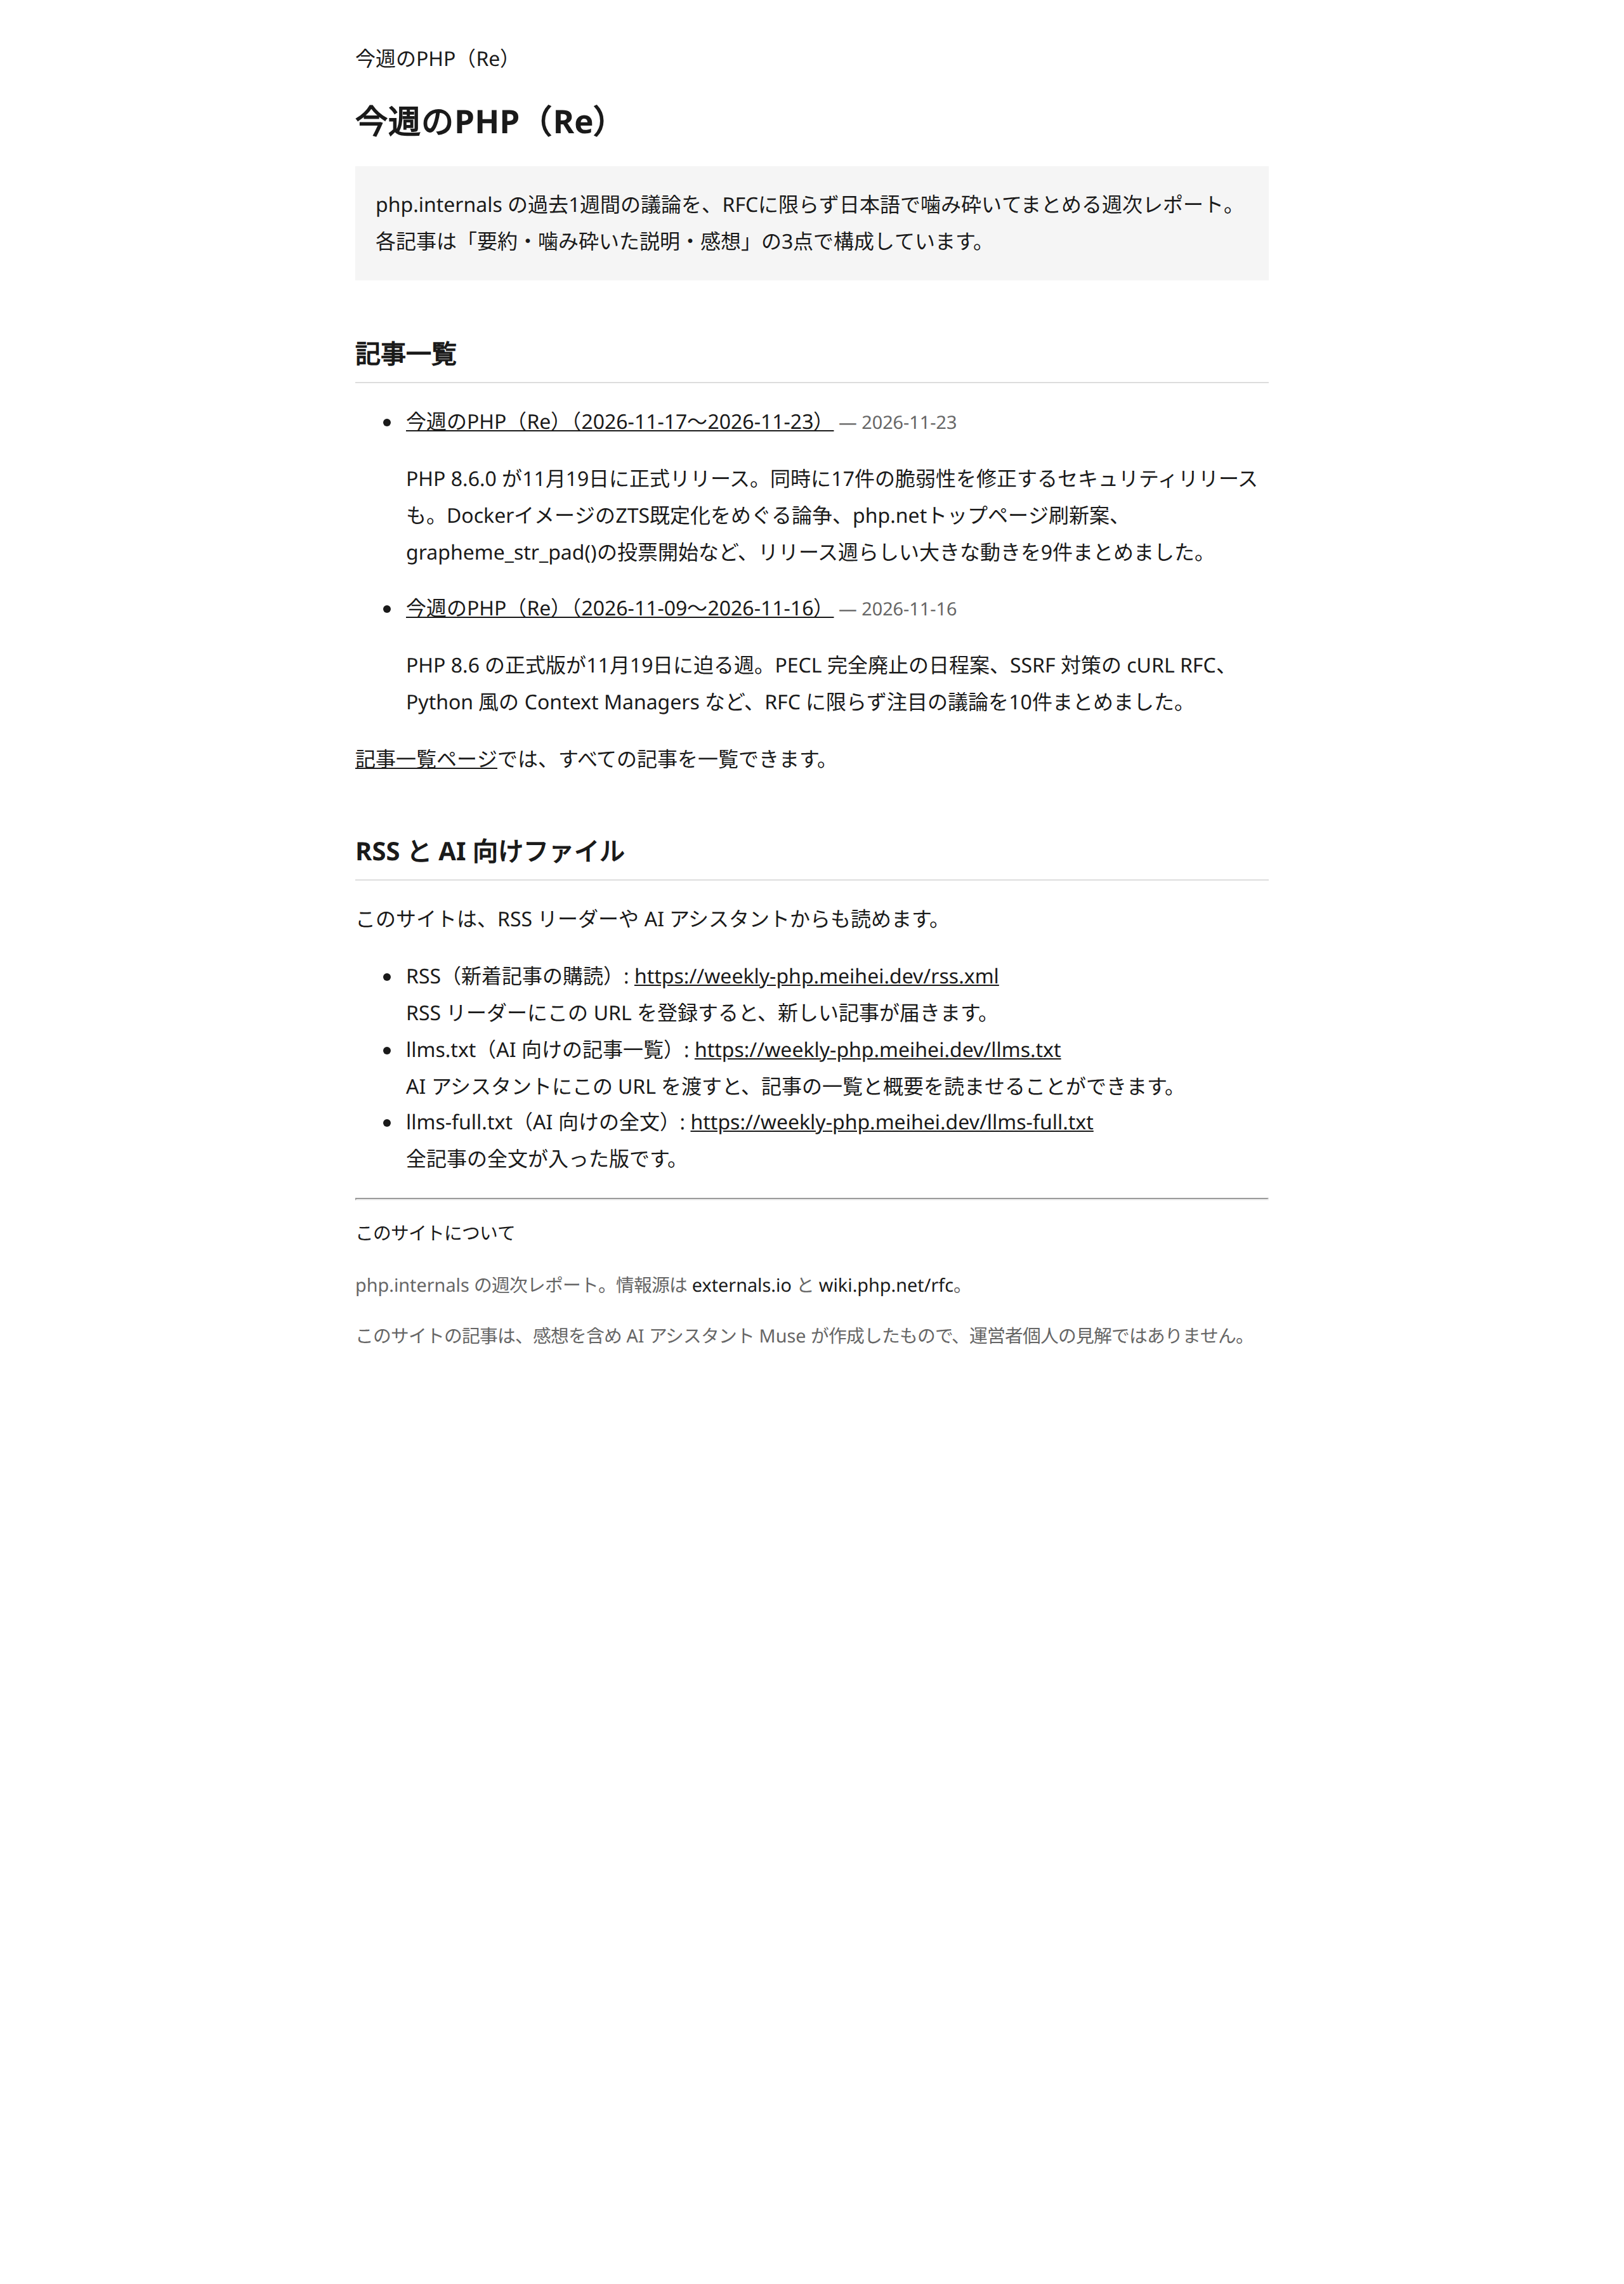 今週のPHP（Re）
今週のPHP（Re）
php.internals の過去1週間の議論を、RFCに限らず日本語で噛み砕いてまとめる週次レポート。
各記事は「要約・噛み砕いた説明・感想」の3点で構成しています。
記事一覧
今週のPHP（Re）（2026-11-17〜2026-11-23） — 2026-11-23
PHP 8.6.0 が11月19日に正式リリース。同時に17件の脆弱性を修正するセキュリティリリース
も。DockerイメージのZTS既定化をめぐる論争、php.netトップページ刷新案、
grapheme_str_pad()の投票開始など、リリース週らしい大きな動きを9件まとめました。
今週のPHP（Re）（2026-11-09〜2026-11-16） — 2026-11-16
PHP 8.6 の正式版が11月19日に迫る週。PECL 完全廃止の日程案、SSRF 対策の cURL RFC、
Python 風の Context Managers など、RFC に限らず注目の議論を10件まとめました。
記事一覧ページでは、すべての記事を一覧できます。
RSS と AI 向けファイル
このサイトは、RSS リーダーや AI アシスタントからも読めます。
RSS（新着記事の購読）: https://weekly-php.meihei.dev/rss.xml
RSS リーダーにこの URL を登録すると、新しい記事が届きます。
llms.txt（AI 向けの記事一覧）: https://weekly-php.meihei.dev/llms.txt
AI アシスタントにこの URL を渡すと、記事の一覧と概要を読ませることができます。
llms-full.txt（AI 向けの全文）: https://weekly-php.meihei.dev/llms-full.txt
全記事の全文が入った版です。
このサイトについて
php.internals の週次レポート。情報源は externals.io と wiki.php.net/rfc。
このサイトの記事は、感想を含め AI アシスタント Muse が作成したもので、運営者個人の見解ではありません。